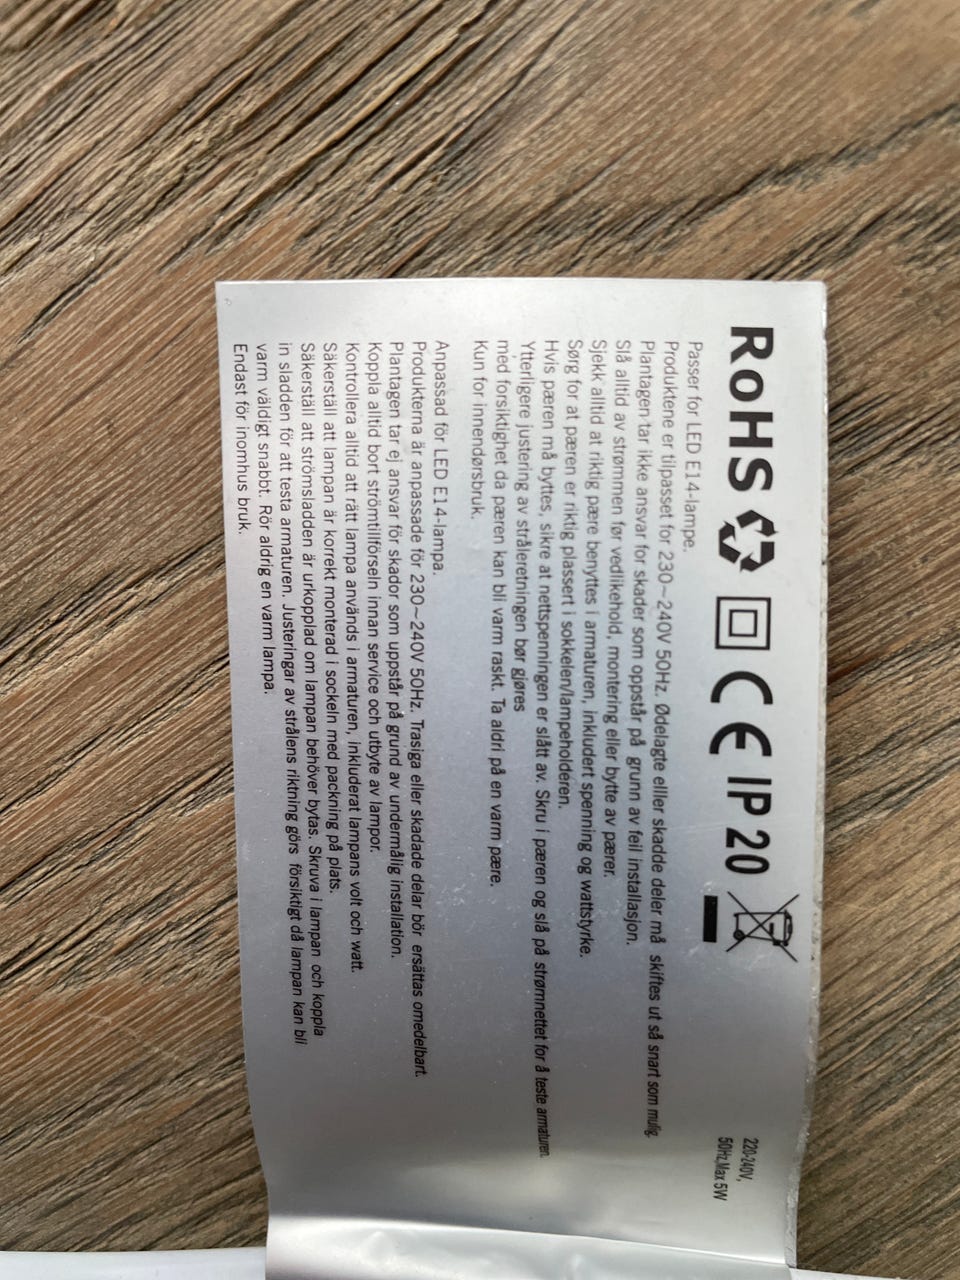 RoHS CE IP 20
220-240V,
50Hz,Max 5W
Passer for LED E14-lampe.
Produktene er tilpasset for 230~240V 50Hz. Ødelagte elller skadde deler må skiftes ut så snart som mulig.
Plantagen tar ikke ansvar for skader som oppstår på grunn av feil installasjon.
Slå alltid av strømmen før vedlikehold, montering eller bytte av pærer.
Sjekk alltid at riktig pære benyttes i armaturen, inkludert spenning og wattstyrke.
Sørg for at pæren er riktig plassert i sokkelen/lampeholderen.
Hvis pæren må byttes, sikre at nettspenningen er slått av. Skru i pæren og slå på strømnettet for å teste armaturen.
Ytterligere justering av stråleretningen bør gjøres
med forsiktighet da pæren kan bli varm raskt. Ta aldri på en varm pære.
Kun for innendørsbruk.
Anpassad för LED E14-lampa.
Produkterna är anpassade för 230~240V 50Hz. Trasiga eller skadade delar bör ersättas omedelbart.
Plantagen tar ej ansvar för skador som uppstår på grund av undermålig installation.
Koppla alltid bort strömtillförseln innan service och utbyte av lampor.
Kontrollera alltid att rätt lampa används i armaturen, inkluderat lampans volt och watt.
Säkerställ att lampan är korrekt monterad i sockeln med packning på plats.
Säkerställ att strömsladden är urkopplad om lampan behöver bytas. Skruva i lampan och koppla
in sladden för att testa armaturen. Justeringar av strålens riktning görs försiktigt då lampan kan bli
varm väldigt snabbt. Rör aldrig en varm lampa.
Endast för inomhus bruk.